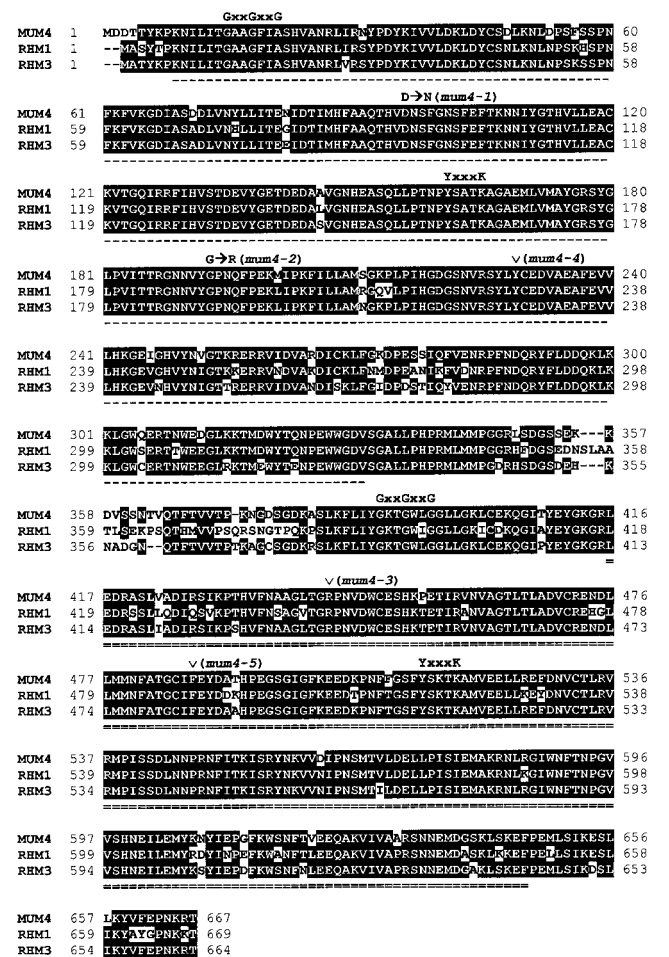 GxxGxxG
MUM4 1 MDDTTYKPKNILITGAAGFIASHVANRLIRNYPDYKIVVLDKLDYCSDLKNLDPSFSSPN 60
RHM1 1 --MASYTPKNILITGAAGFIASHVANRLIRSYPDYKIVVLDKLDYCSNLKNLNPSKHSPN 58
RHM3 1 --MATYKPKNILITGAAGFIASHVANRLVRSYPDYKIVVLDKLDYCSNLKNLNPSKSSPN 58
D→N (mum4-1)
MUM4 61 FKFVKGDIASDDLVNYLLITENIDTIMHFAAQTHVDNSFGNSFEFTKNNIYGTHVLLEAC 120
RHM1 59 FKFVKGDIASADLVNHLLITEGIDTIMHFAAQTHVDNSFGNSFEFTKNNIYGTHVLLEAC 118
RHM3 59 FKFVKGDIASADLVNYLLITEEIDTIMHFAAQTHVDNSFGNSFEFTKNNIYGTHVLLEAC 118
YxxxK
MUM4 121 KVTGQIRRFIHVSTDEVYGETDEDAAVGNHEASQLLPTNPYSATKAGAEMLVMAYGRSYG 180
RHM1 119 KVTGQIRRFIHVSTDEVYGETDEDALVGNHEASQLLPTNPYSATKAGAEMLVMAYGRSYG 178
RHM3 119 KVTGQIRRFIHVSTDEVYGETDEDASVGNHEASQLLPTNPYSATKAGAEMLVMAYGRSYG 178
G→R (mum4-2) ∨ (mum4-4)
MUM4 181 LPVITTRGNNVYGPNQFPEKMIPKFILLAMSGKPLPIHGDGSNVRSYLYCEDVAEAFEVV 240
RHM1 179 LPVITTRGNNVYGPNQFPEKLIPKFILLAMRGQVLPIHGDGSNVRSYLYCEDVAEAFEVV 238
RHM3 179 LPVITTRGNNVYGPNQFPEKLIPKFILLAMNGKPLPIHGDGSNVRSYLYCEDVAEAFEVV 238
MUM4 241 LHKGEIGHVYNVGTKRERRVIDVARDICKLFGKDPESSIQFVENRPFNDQRYFLDDQKLK 300
RHM1 239 LHKGEVGHVYNIGTKKERRVNDVAKDICKLFNMDPEANIKFVDNRPFNDQRYFLDDQKLK 298
RHM3 239 LHKGEVNHVYNIGTTRERRVIDVANDISKLFGIDPDSTIQYVENRPFNDQRYFLDDQKLK 298
MUM4 301 KLGWQERTNWEDGLKKTMDWYTQNPEWWGDVSGALLPHPRMLMMPGGRLSDGSSEK---K 357
RHM1 299 KLGWSERTTWEEGLKKTMDWYTQNPEWWGDVSGALLPHPRMLMMPGGRHFDGSEDNSLAA 358
RHM3 299 KLGWCERTNWEEGLRKTMEWYTENPEWWGDVSGALLPHPRMLMMPGDRHSDGSDEH---K 355
GxxGxxG
MUM4 358 DVSSNTVQTFTVVTP-KNGDSGDKASLKFLIYGKTGWLGGLLGKLCEKQGITYEYGKGRL 416
RHM1 359 TLSEKPSQTHMVVPSQRSNGTPQKPSLKFLIYGKTGWIGGLLGKICDKQGIAYEYGKGRL 418
RHM3 356 NADGN--QTFTVVTPTKAGCSGDKRSLKFLIYGKTGWLGGLLGKLCEKQGIPYEYGKGRL 413
∨ (mum4-3)
MUM4 417 EDRASLVADIRSIKPTHVFNAAGLTGRPNVDWCESHKPETIRVNVAGTLTLADVCRENDL 476
RHM1 419 EDRSSLLQDIQSVKPTHVFNSAGVTGRPNVDWCESHKTETIRANVAGTLTLADVCREHGL 478
RHM3 414 EDRASLIADIRSIKPSHVFNAAGLTGRPNVDWCESHKTETIRVNVAGTLTLADVCRENDL 473
∨ (mum4-5) YxxxK
MUM4 477 LMMNFATGCIFEYDATHPEGSGIGFKEEDKPNFFGSFYSKTKAMVEELLREFDNVCTLRV 536
RHM1 479 LMMNFATGCIFEYDDKHPEGSGIGFKEEDTPNFTGSFYSKTKAMVEELLKEYDNVCTLRV 538
RHM3 474 LMMNFATGCIFEYDAAHPEGSGIGFKEEDKPNFTGSFYSKTKAMVEELLREFDNVCTLRV 533
MUM4 537 RMPISSDLNNPRNFITKISRYNKVVDIPNSMTVLDELLPISIEMAKRNLRGIWNFTNPGV 596
RHM1 539 RMPISSDLNNPRNFITKISRYNKVVNIPNSMTVLDELLPISIEMAKRNLKGIWNFTNPGV 598
RHM3 534 RMPISSDLNNPRNFITKISRYNKVVNIPNSMTILDELLPISIEMAKRNLRGIWNFTNPGV 593
MUM4 597 VSHNEILEMYKNYIEPGFKWSNFTVEEQAKVIVAARSNNEMDGSKLSKEFPEMLSIKESL 656
RHM1 599 VSHNEILEMYRDYINPEFKWANFTLEEQAKVIVAPRSNNEMDASKLKKEFPELLSIKESL 658
RHM3 594 VSHNEILEMYKSYIEPDFKWSNFNLEEQAKVIVAPRSNNEMDGAKLSKEFPEMLSIKDSL 653
MUM4 657 LKYVFEPNKRT 667
RHM1 659 IKYAYGPNKKT 669
RHM3 654 IKYVFEPNKRT 664